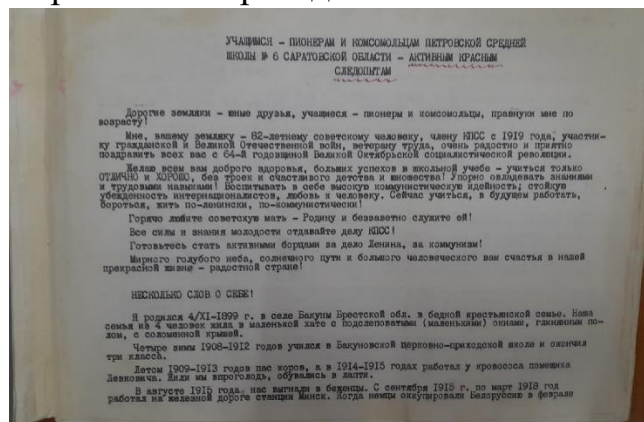 УЧАЩИМСЯ - ПИОНЕРАМ И КОМСОМОЛЬЦАМ ПЕТРОВСКОЙ СРЕДНЕЙ
ШКОЛЫ № 6 САРАТОВСКОЙ ОБЛАСТИ - АКТИВНЫМ КРАСНЫМ
СЛЕДОПЫТАМ
Дорогие земляки - юные друзья, учащиеся - пионеры и комсомольцы, правнуки мне по
возрасту!
Мне, вашему земляку - 82-летнему советскому человеку, члену КПСС с 1919 года, участни-
ку гражданской и Великой Отечественной войн, ветерану труда, очень радостно и приятно
поздравить всех вас с 64-й годовщиной Великой Октябрьской социалистической революции.
Желаю всем вам доброго здоровья, больших успехов в школьной учебе - учиться только
ОТЛИЧНО и ХОРОШО, без троек и счастливого детства и юношества! Упорно овладевать знаниями
и трудовыми навыками! Воспитывать в себе высокую коммунистическую идейность; стойкую
убежденность интернационалистов, любовь к человеку. Сейчас учиться, в будущем работать,
бороться, жить по-ленински, по-коммунистически!
Горячо любите советскую мать - Родину и беззаветно служите ей!
Все силы и знания молодости отдавайте делу КПСС!
Готовьтесь стать активными борцами за дело Ленина, за коммунизм!
Мирного голубого неба, солнечного пути и большого человеческого вам счастья в нашей
прекрасной жизни - радостной стране!
НЕСКОЛЬКО СЛОВ О СЕБЕ!
Я родился 4/XI-1899 г. в селе Бакуны Брестской обл. в бедной крестьянской семье. Наша
семья из 4 человек жила в маленькой хате с подслеповатыми (маленькими) окнами, глиняным по-
лом, с соломенной крышей.
Четыре зимы 1908-1912 годов учился в Бакуновской церковно-приходской школе и окончил
три класса.
Летом 1909-1913 годов пас коров, а в 1914-1915 годах работал у кровососа помещика
Левковича. Жили мы впроголодь, обувались в лапти.
В августе 1915 года, нас выгнали в беженцы. С сентября 1915 г. по март 1918 год
работал на железной дороге станции Минск. Когда немцы оккупировали Белоруссию в феврале